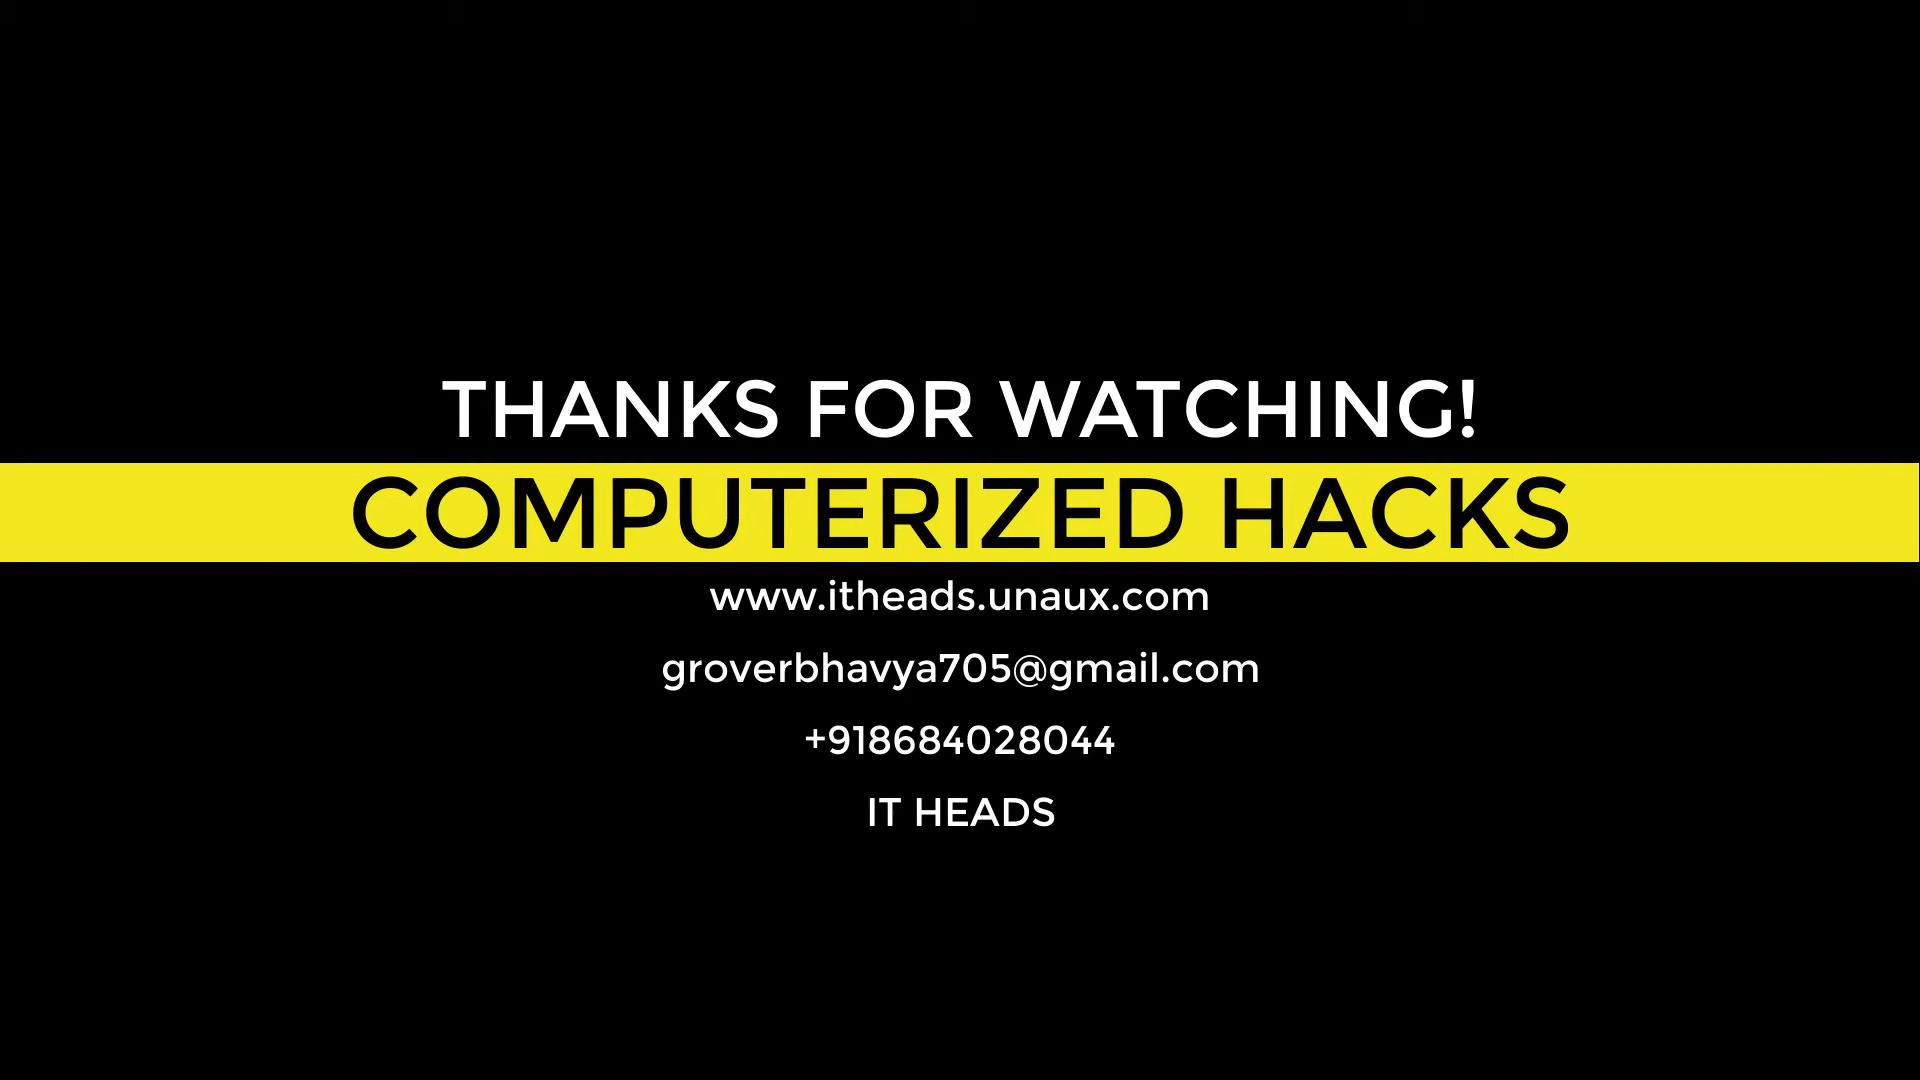 THANKS FOR WATCHING!
COMPUTERIZED HACKS
www.itheads.unaux.com
groverbhavya705@gmail.com
+918684028044
IT HEADS